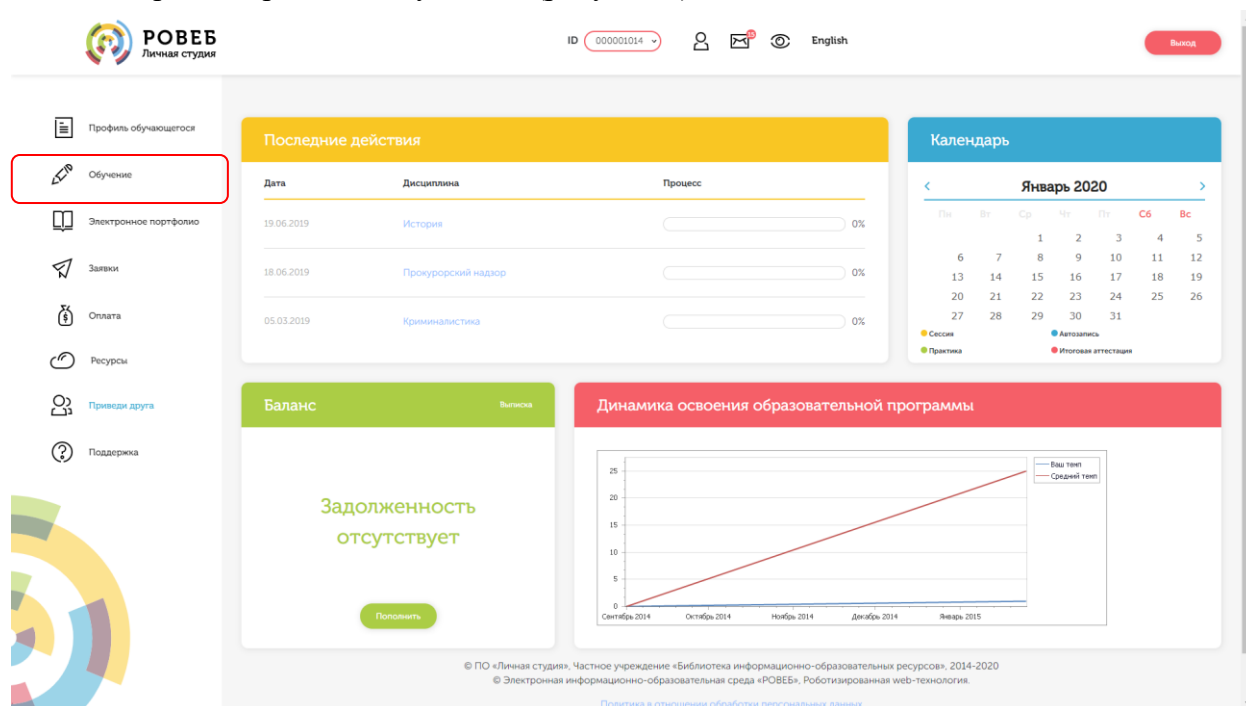 РОВЕБ
Личная студия
ID 000001014
15
English
Выход
Профиль обучающегося
Обучение
Электронное портфолио
Заявки
Оплата
Ресурсы
Приведи друга
Поддержка
Последние действия
Дата Дисциплина Процесс
19.06.2019 История 0%
18.06.2019 Прокурорский надзор 0%
05.03.2019 Криминалистика 0%
Календарь
< Январь 2020 >
Пн Вт Ср Чт Пт Сб Вс
1 2 3 4 5
6 7 8 9 10 11 12
13 14 15 16 17 18 19
20 21 22 23 24 25 26
27 28 29 30 31
Сессия Автозапись
Практика Итоговая аттестация
Баланс Выписка
Задолженность
отсутствует
Пополнить
Динамика освоения образовательной программы
25
20
15
10
5
0
Сентябрь 2014 Октябрь 2014 Ноябрь 2014 Декабрь 2014 Январь 2015
Ваш темп
Средний темп
© ПО «Личная студия», Частное учреждение «Библиотека информационно-образовательных ресурсов», 2014-2020
© Электронная информационно-образовательная среда «РОВЕБ», Роботизированная web-технология.
Политика в отношении обработки персональных данных